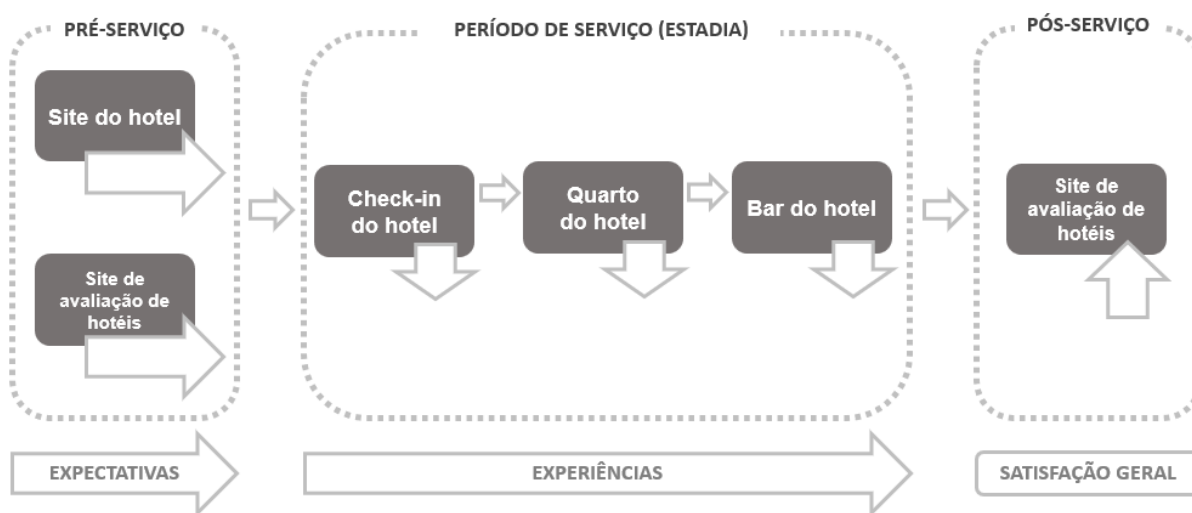 PRÉ-SERVIÇO
Site do hotel
Site de
avaliação de
hotéis
EXPECTATIVAS
PERÍODO DE SERVIÇO (ESTADIA)
Check-in
do hotel
Quarto
do hotel
Bar do hotel
EXPERIÊNCIAS
PÓS-SERVIÇO
Site de
avaliação de
hotéis
SATISFAÇÃO GERAL